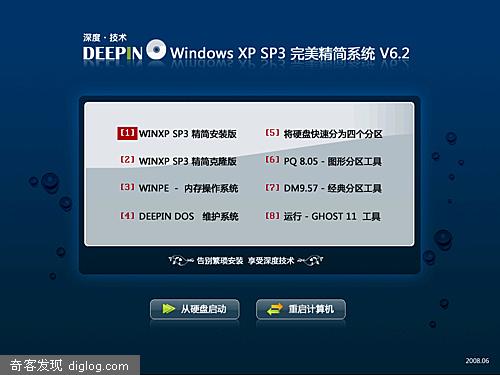 深度·技术
DEEPIN Windows XP SP3 完美精简系统 V6.2
[1] WINXP SP3 精简安装版
[2] WINXP SP3 精简克隆版
[3] WINPE - 内存操作系统
[4] DEEPIN DOS 维护系统
[5] 将硬盘快速分为四个分区
[6] PQ 8.05 - 图形分区工具
[7] DM9.57 - 经典分区工具
[8] 运行 - GHOST 11 工具
告别繁琐安装 享受深度技术
从硬盘启动
重启计算机
2008.06
奇客发现 diglog.com